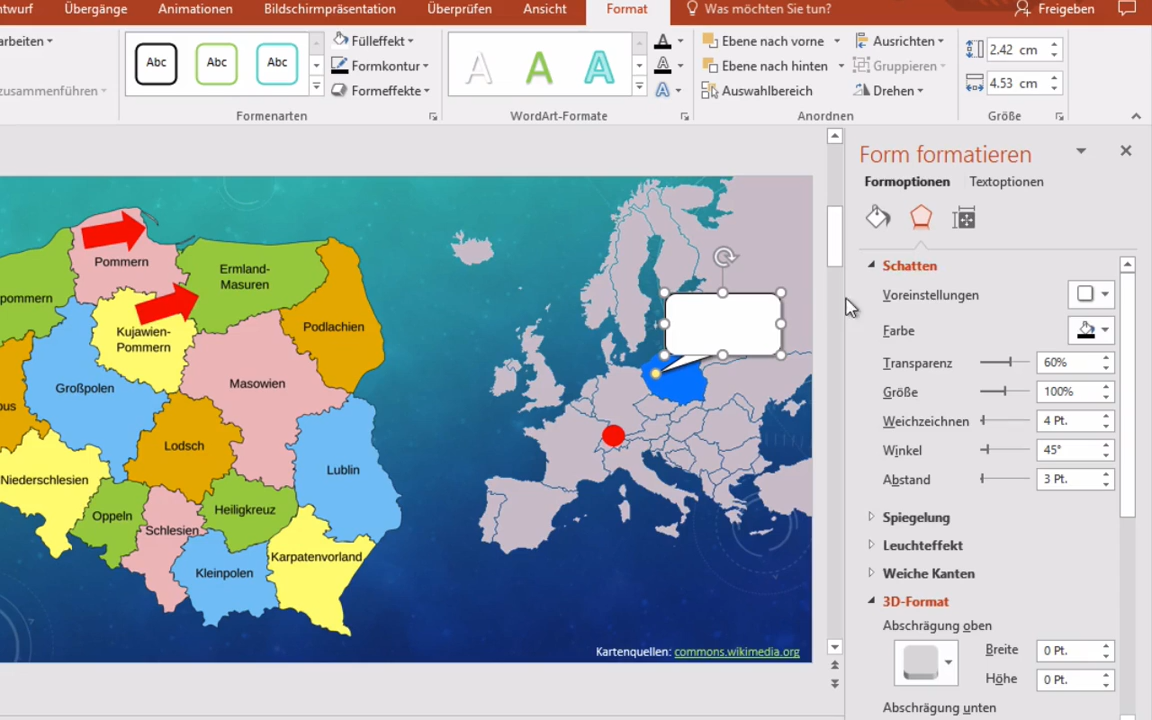 ntwurf Übergänge Animationen Bildschirmpräsentation Überprüfen Ansicht Format Was möchten Sie tun? Freigeben
arbeiten
zusammenführen
Abc Abc Abc
Fülleffekt
Formkontur
Formeffekte
Formenarten
A A A
A
A
A
WordArt-Formate
Ebene nach vorne
Ebene nach hinten
Auswahlbereich
Ausrichten
Gruppieren
Drehen
Anordnen
2.42 cm
4.53 cm
Größe
Pommern
Ermland-
Masuren
pommern
Kujawien-
Pommern
Podlachien
Großpolen
Masowien
ous
Lodsch
Lublin
Niederschlesien
Oppeln
Heiligkreuz
Schlesien
Karpatenvorland
Kleinpolen
Kartenquellen: commons.wikimedia.org
Form formatieren
Formoptionen Textoptionen
Schatten
Voreinstellungen
Farbe
Transparenz 60%
Größe 100%
Weichzeichnen 4 Pt.
Winkel 45°
Abstand 3 Pt.
Spiegelung
Leuchteffekt
Weiche Kanten
3D-Format
Abschrägung oben
Breite 0 Pt.
Höhe 0 Pt.
Abschrägung unten